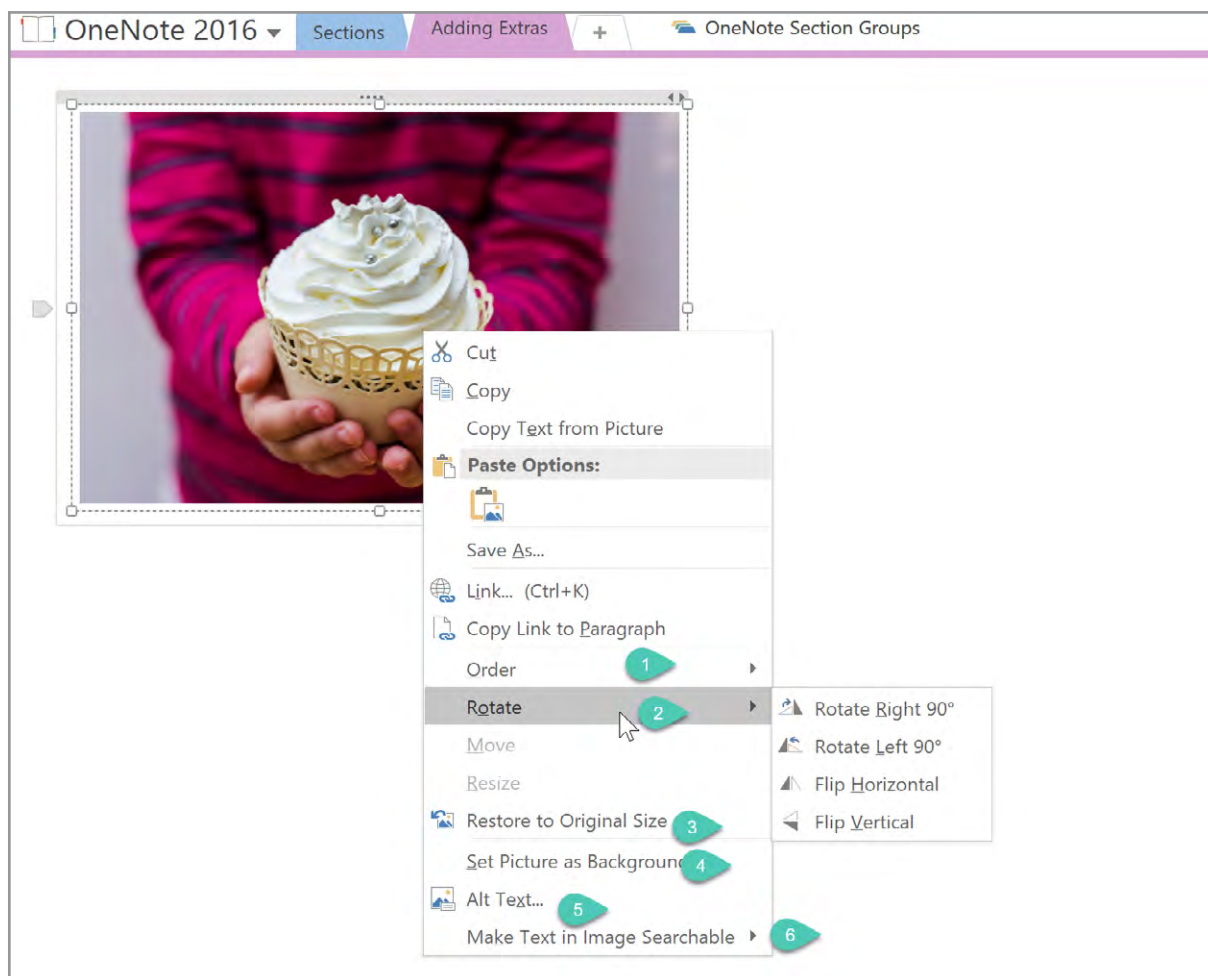 OneNote 2016
Sections
Adding Extras
+
OneNote Section Groups
Cut
Copy
Copy Text from Picture
Paste Options:
Save As...
Link... (Ctrl+K)
Copy Link to Paragraph
Order 1
Rotate 2
Rotate Right 90°
Move
Rotate Left 90°
Resize
Flip Horizontal
Restore to Original Size 3
Flip Vertical
Set Picture as Background 4
Alt Text... 5
Make Text in Image Searchable 6